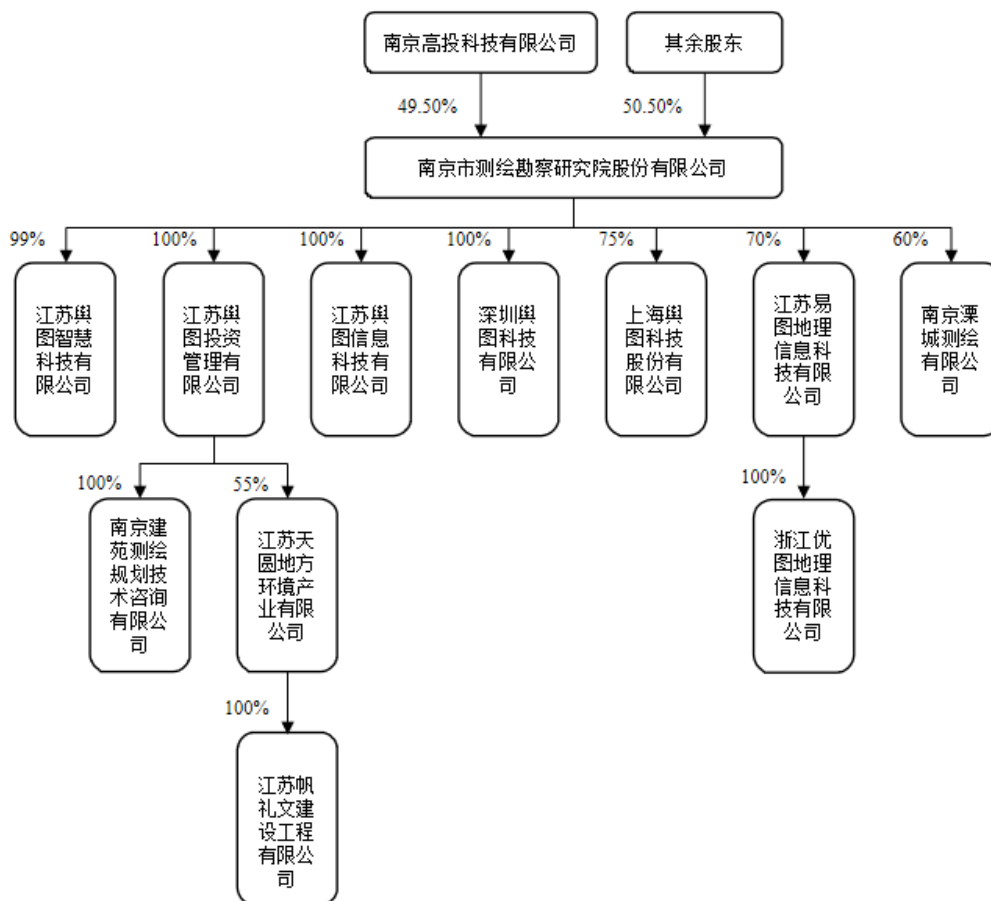 南京高投科技有限公司
其余股东
49.50%
50.50%
南京市测绘勘察研究院股份有限公司
99%
100%
100%
100%
75%
70%
60%
江苏舆
图智慧
科技有
限公司
江苏舆
图投资
管理有
限公司
江苏舆
图信息
科技有
限公司
深圳舆
图科技
有限公
司
上海舆
图科技
股份有
限公司
江苏易
图地理
信息科
技有限
公司
南京溧
城测绘
有限公
司
100%
55%
100%
南京建
苑测绘
规划技
术咨询
有限公
司
江苏天
圆地方
环境产
业有限
公司
浙江优
图地理
信息科
技有限
公司
100%
江苏帆
礼文建
设工程
有限公
司